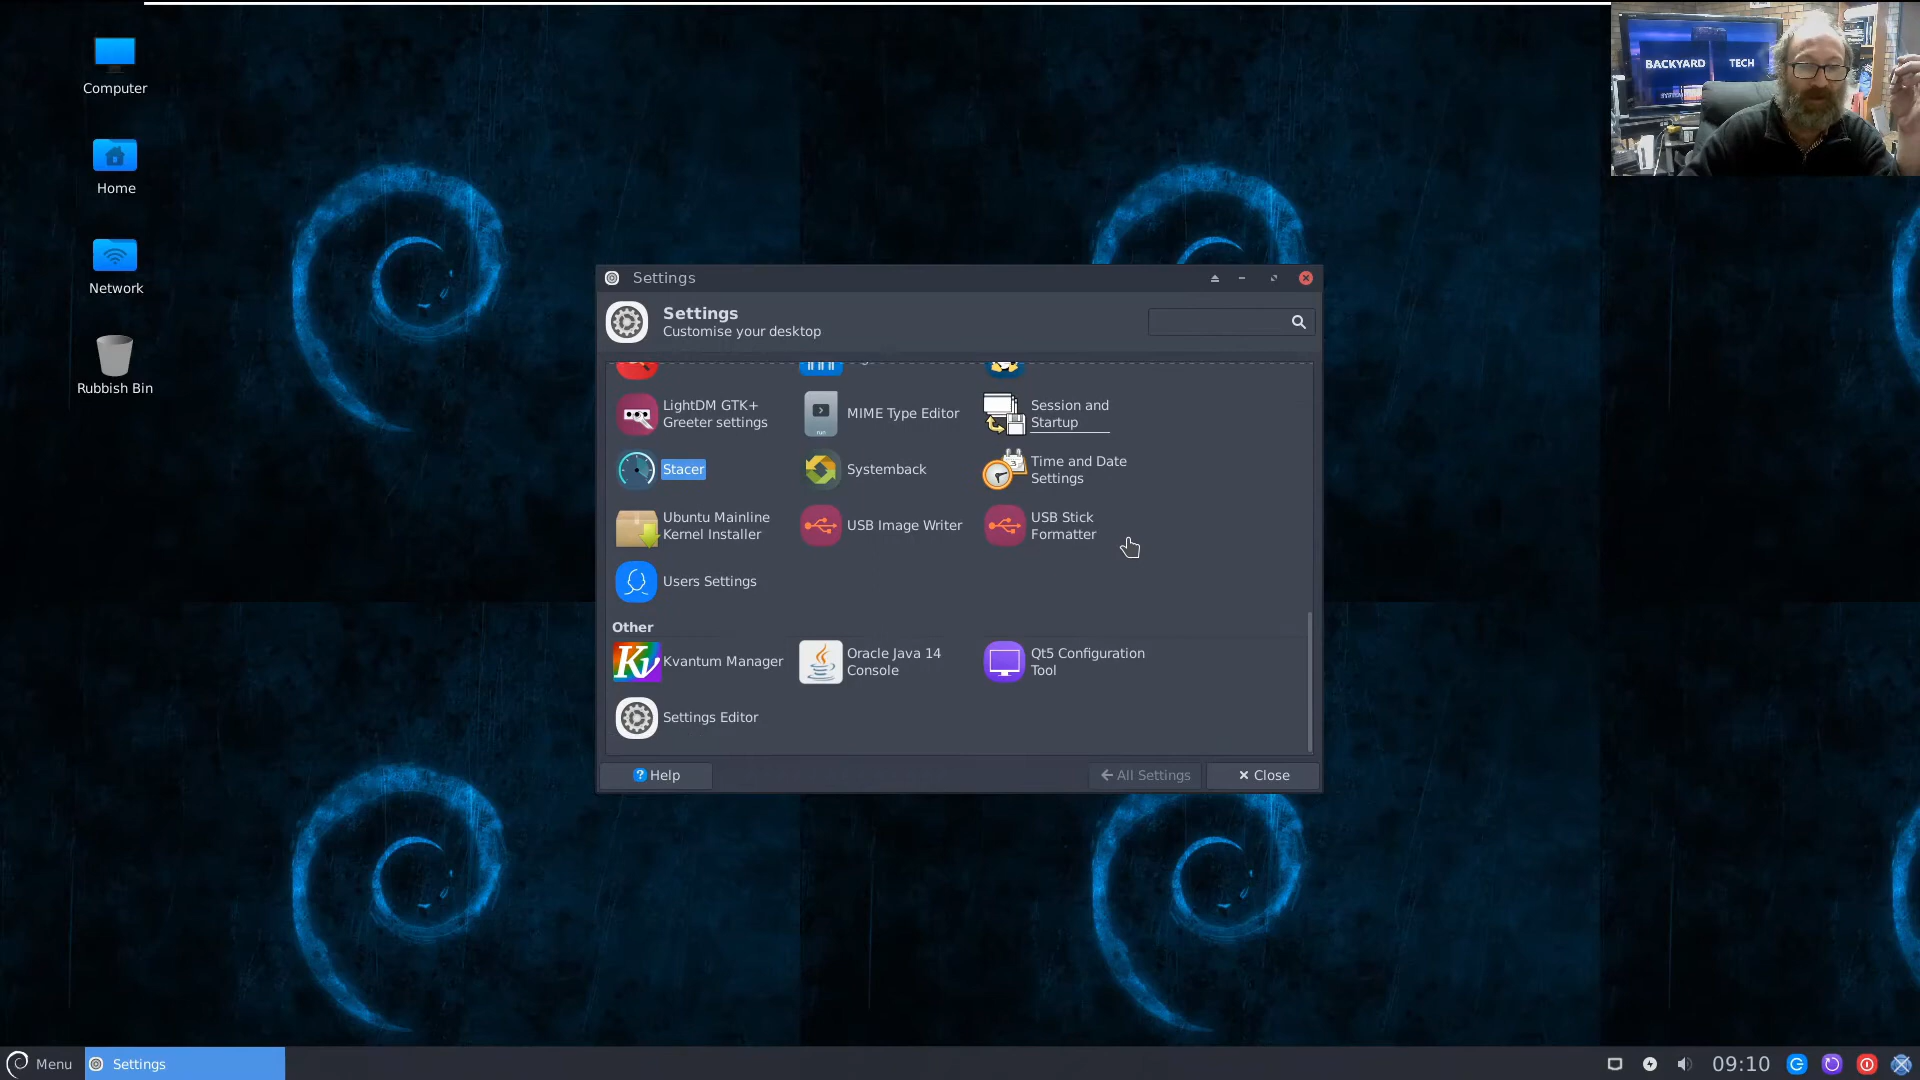 Computer
Home
Network
Rubbish Bin
BACKYARD TECH
Settings
Settings
Customise your desktop
LightDM GTK+
Greeter settings
MIME Type Editor
Session and
Startup
Stacer
Systemback
Time and Date
Settings
Ubuntu Mainline
Kernel Installer
USB Image Writer
USB Stick
Formatter
Users Settings
Other
Kvantum Manager
Oracle Java 14
Console
Qt5 Configuration
Tool
Settings Editor
Help
All Settings
Close
Menu
Settings
09:10